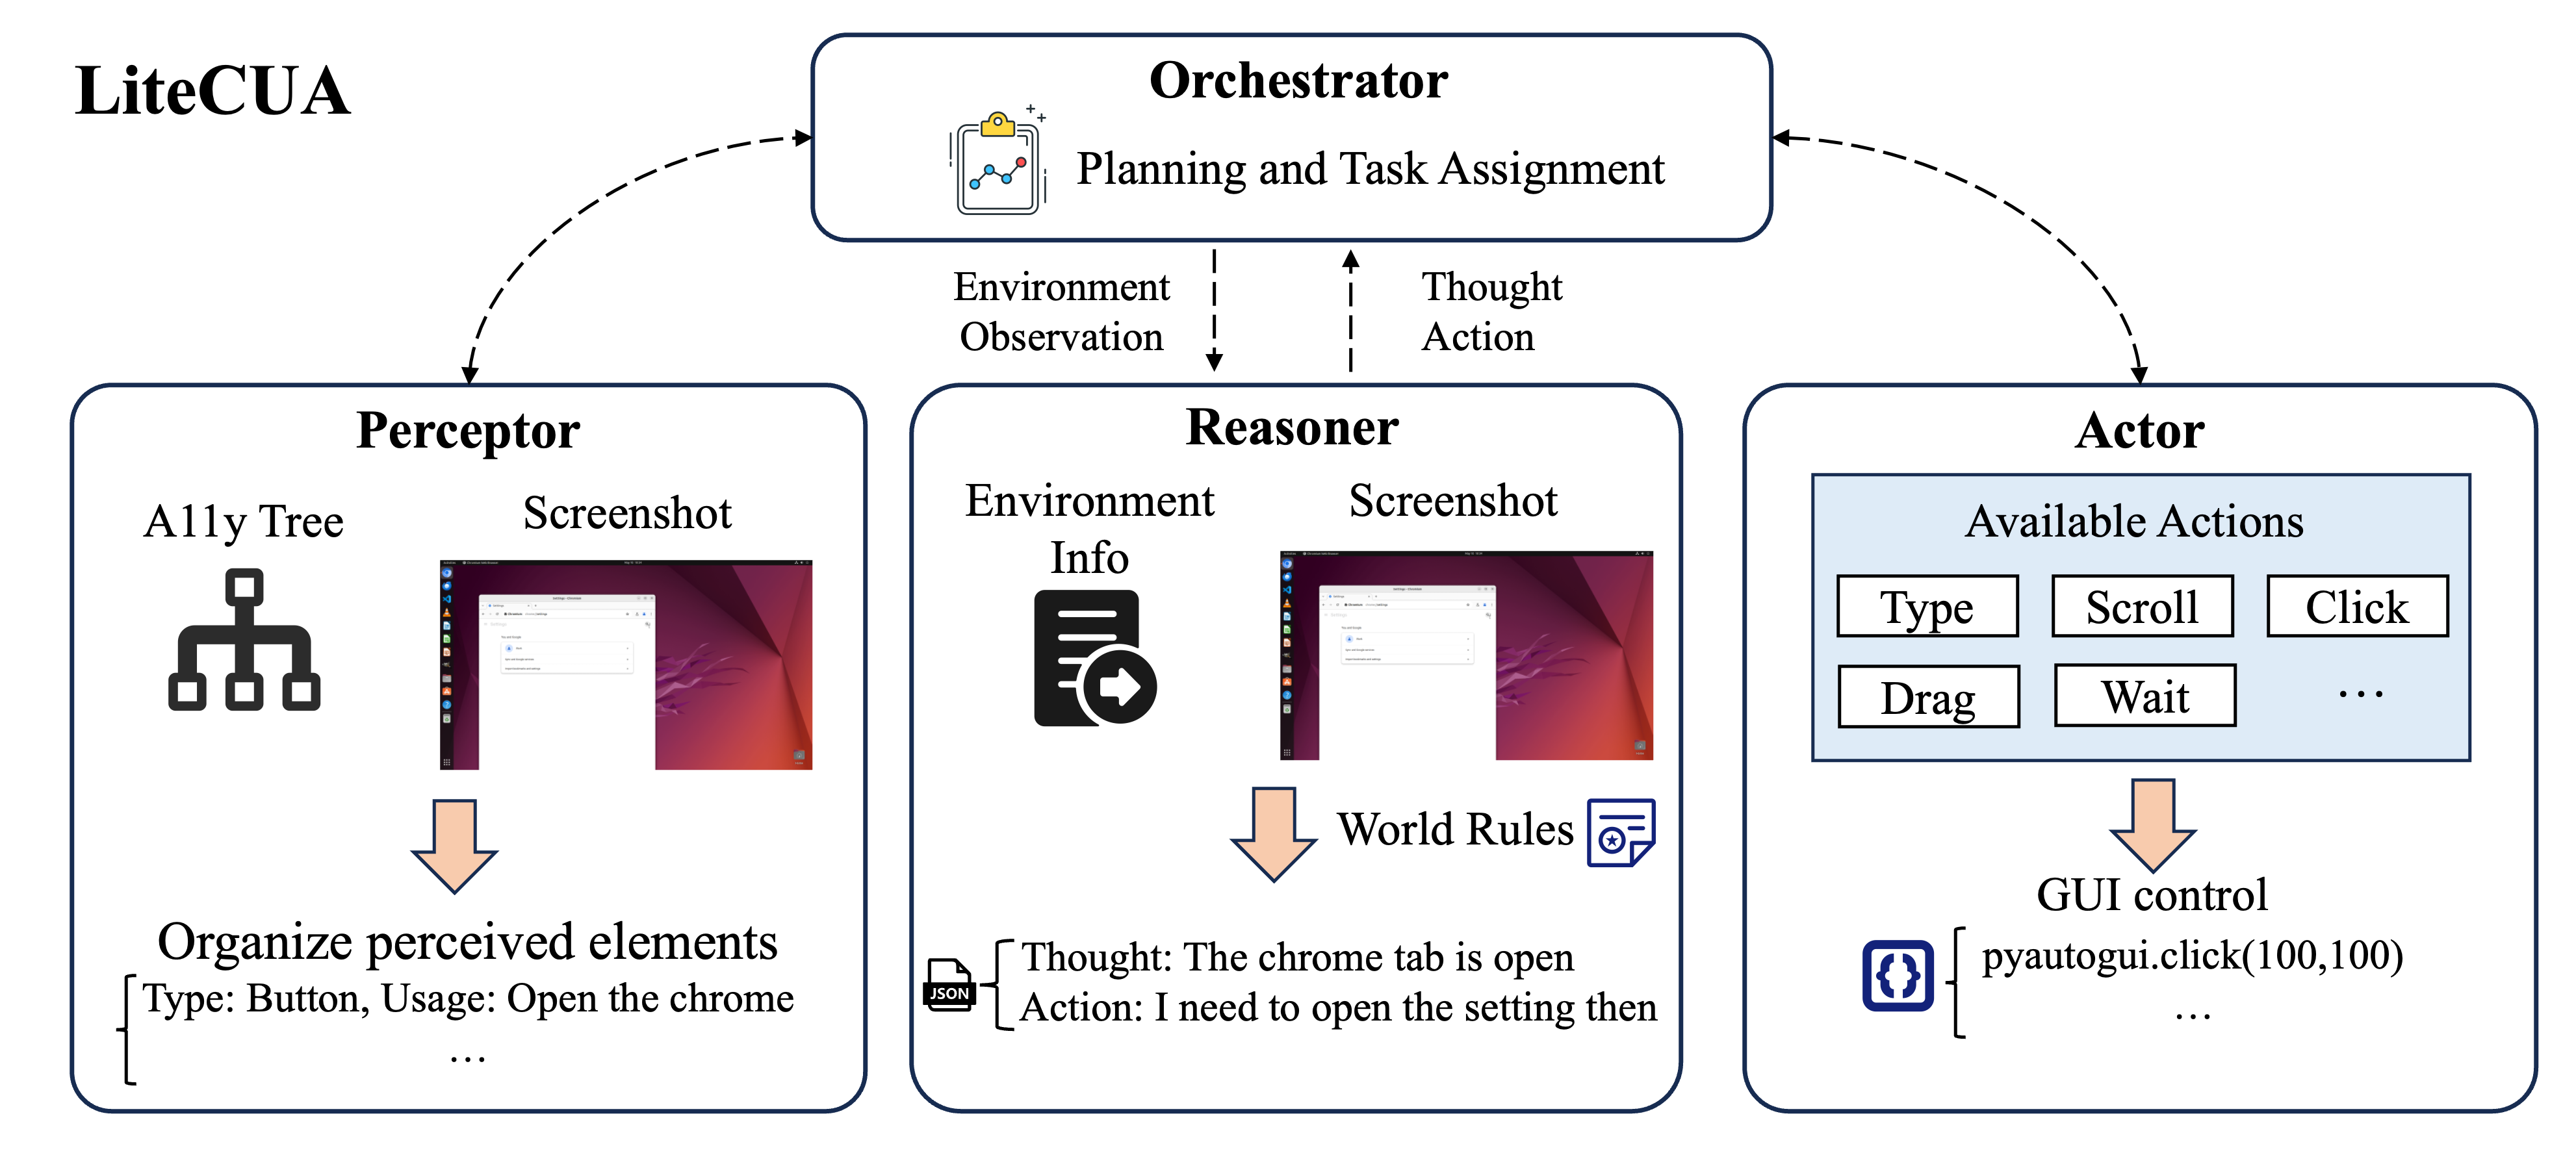 LiteCUA
Orchestrator
Planning and Task Assignment
Environment
Observation
Thought
Action
Perceptor
A11y Tree
Screenshot
Organize perceived elements
Type: Button, Usage: Open the chrome
…
Reasoner
Environment
Info
Screenshot
World Rules
JSON
Thought: The chrome tab is open
Action: I need to open the setting then
Actor
Available Actions
Type
Scroll
Click
Drag
Wait
…
GUI control
pyautogui.click(100,100)
…